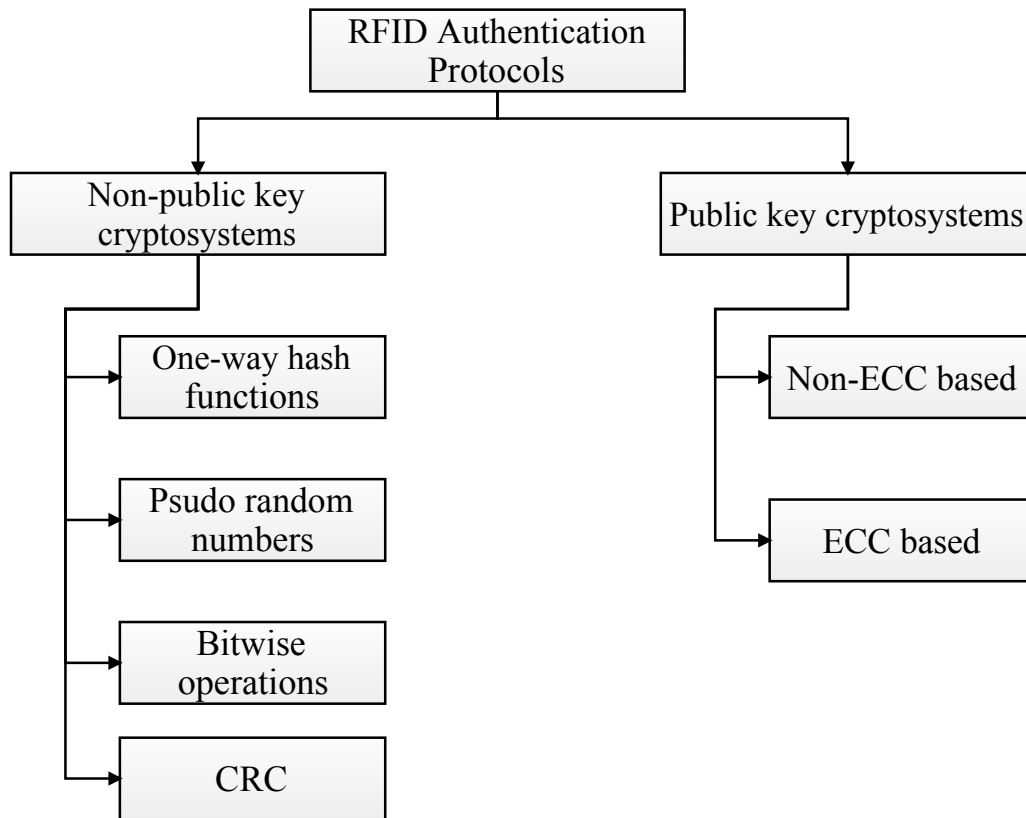 RFID Authentication
Protocols
Non-public key
cryptosystems
Public key cryptosystems
One-way hash
functions
Non-ECC based
Psudo random
numbers
ECC based
Bitwise
operations
CRC